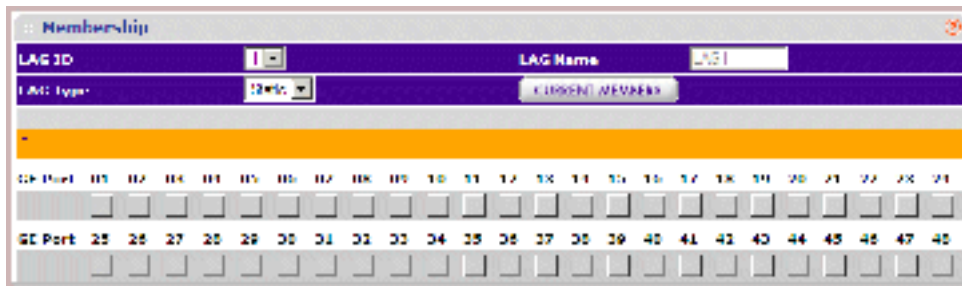 Membership
LAG ID 1 LAG Name LAG1
LAG Type Static CURRENT MEMBERS
GE Port 01 02 03 04 05 06 07 08 09 10 11 12 13 14 15 16 17 18 19 20 21 22 23 24
GE Port 25 26 27 28 29 30 31 32 33 34 35 36 37 38 39 40 41 42 43 44 45 46 47 48